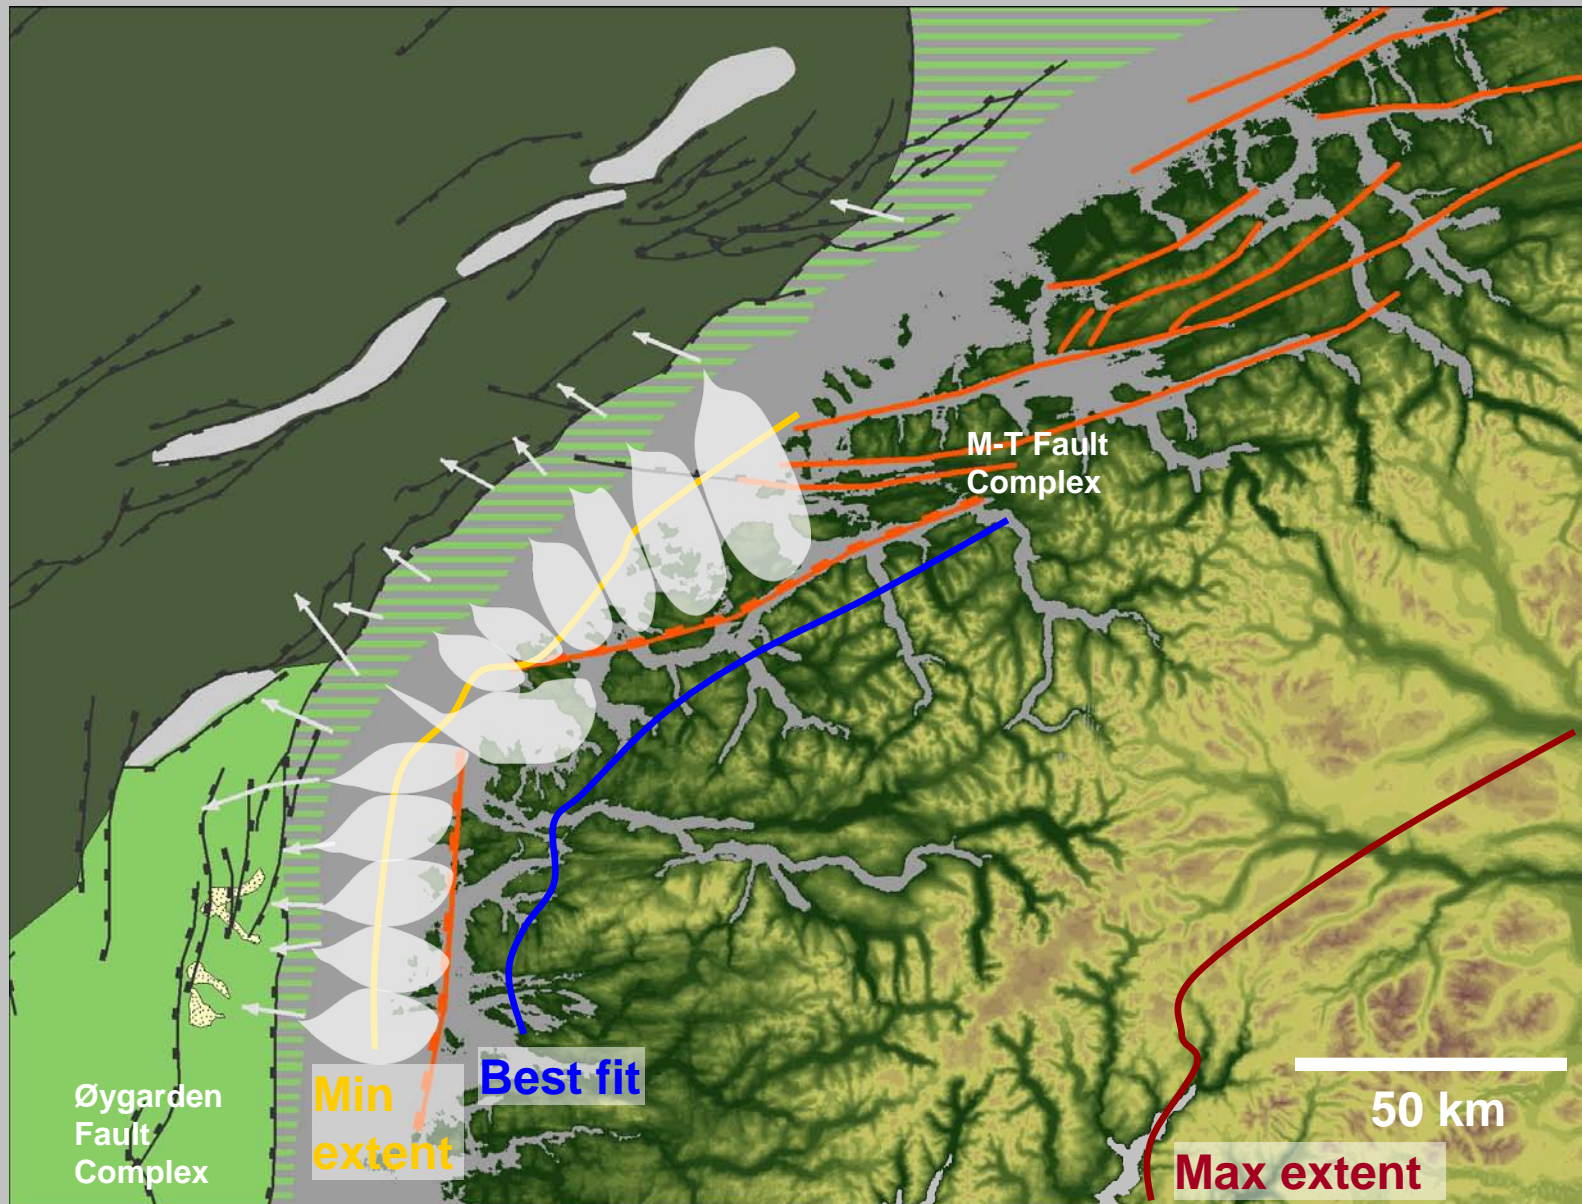 M-T Fault
Complex
Øygarden
Fault
Complex
Min
extent
Best fit
50 km
Max extent